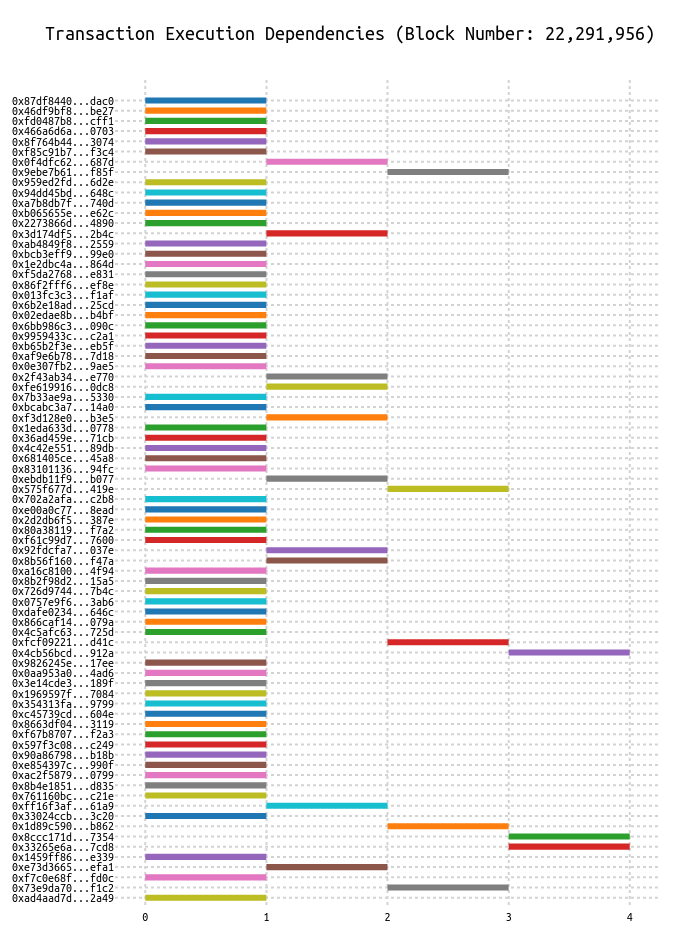 Transaction Execution Dependencies (Block Number: 22,291,956)
0x87df8440...dac0
0x46df9bf8...be27
0xfd0487b8...cff1
0x466a6d6a...0703
0x8f764b44...3074
0xf85c91b7...f3c4
0x0f4dfc62...687d
0x9ebe7b61...f85f
0x959ed2fd...6d2e
0x94dd45bd...648c
0xa7b8db7f...740d
0xb065655e...e62c
0x2273866d...4890
0x3d174df5...2b4c
0xab4849f8...2559
0xbcb3eff9...99e0
0x1e2dbc4a...864d
0xf5da2768...e831
0x86f2fff6...ef8e
0x013fc3c3...f1af
0x6b2e18ad...25cd
0x02edae8b...b4bf
0x6bb986c3...090c
0x9959433c...c2a1
0xb65b2f3e...eb5f
0xaf9e6b78...7d18
0x0e307fb2...9ae5
0x2f43ab34...e770
0xfe619916...0dc8
0x7b33ae9a...5330
0xbcabc3a7...14a0
0xf3d128e0...b3e5
0x1eda633d...0778
0x36ad459e...71cb
0x4c42e551...89db
0x681405ce...45a8
0x83101136...94fc
0xebdb11f9...b077
0x575f677d...419e
0x702a2afa...c2b8
0xe00a0c77...8ead
0x2d2db6f5...387e
0x80a38119...f7a2
0xf61c99d7...7600
0x92fdcfa7...037e
0x8b56f160...f47a
0xa16c8100...4f94
0x8b2f98d2...15a5
0x726d9744...7b4c
0x0757e9f6...3ab6
0xdafe0234...646c
0x866caf14...079a
0x4c5afc63...725d
0xfcf09221...d41c
0x4cb56bcd...912a
0x9826245e...17ee
0x0aa953a0...4ad6
0x3e14cde3...189f
0x1969597f...7084
0x354313fa...9799
0xc45739cd...604e
0x8663df04...3119
0xf67b8707...f2a3
0x597f3c08...c249
0x90a86798...b18b
0xe854397c...990f
0xac2f5879...0799
0x8b4e1851...d835
0x761160bc...c21e
0xff16f3af...61a9
0x33024ccb...3c20
0x1d89c590...b862
0x8ccc171d...7354
0x33265e6a...7cd8
0x1459ff86...e339
0xe73d3665...efa1
0xf7c0e68f...fd0c
0x73e9da70...f1c2
0xad4aad7d...2a49
0 1 2 3 4